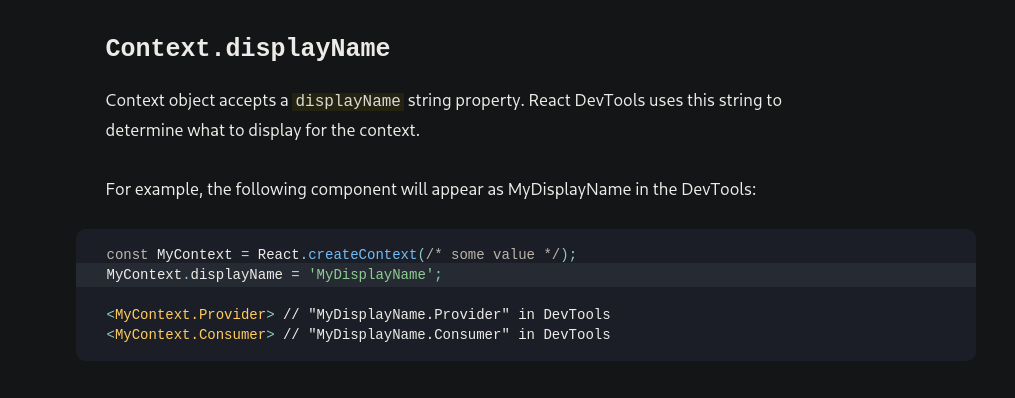 Context.displayName
Context object accepts a displayName string property. React DevTools uses this string to
determine what to display for the context.
For example, the following component will appear as MyDisplayName in the DevTools:
const MyContext = React.createContext(/* some value */);
MyContext.displayName = 'MyDisplayName';
<MyContext.Provider> // "MyDisplayName.Provider" in DevTools
<MyContext.Consumer> // "MyDisplayName.Consumer" in DevTools